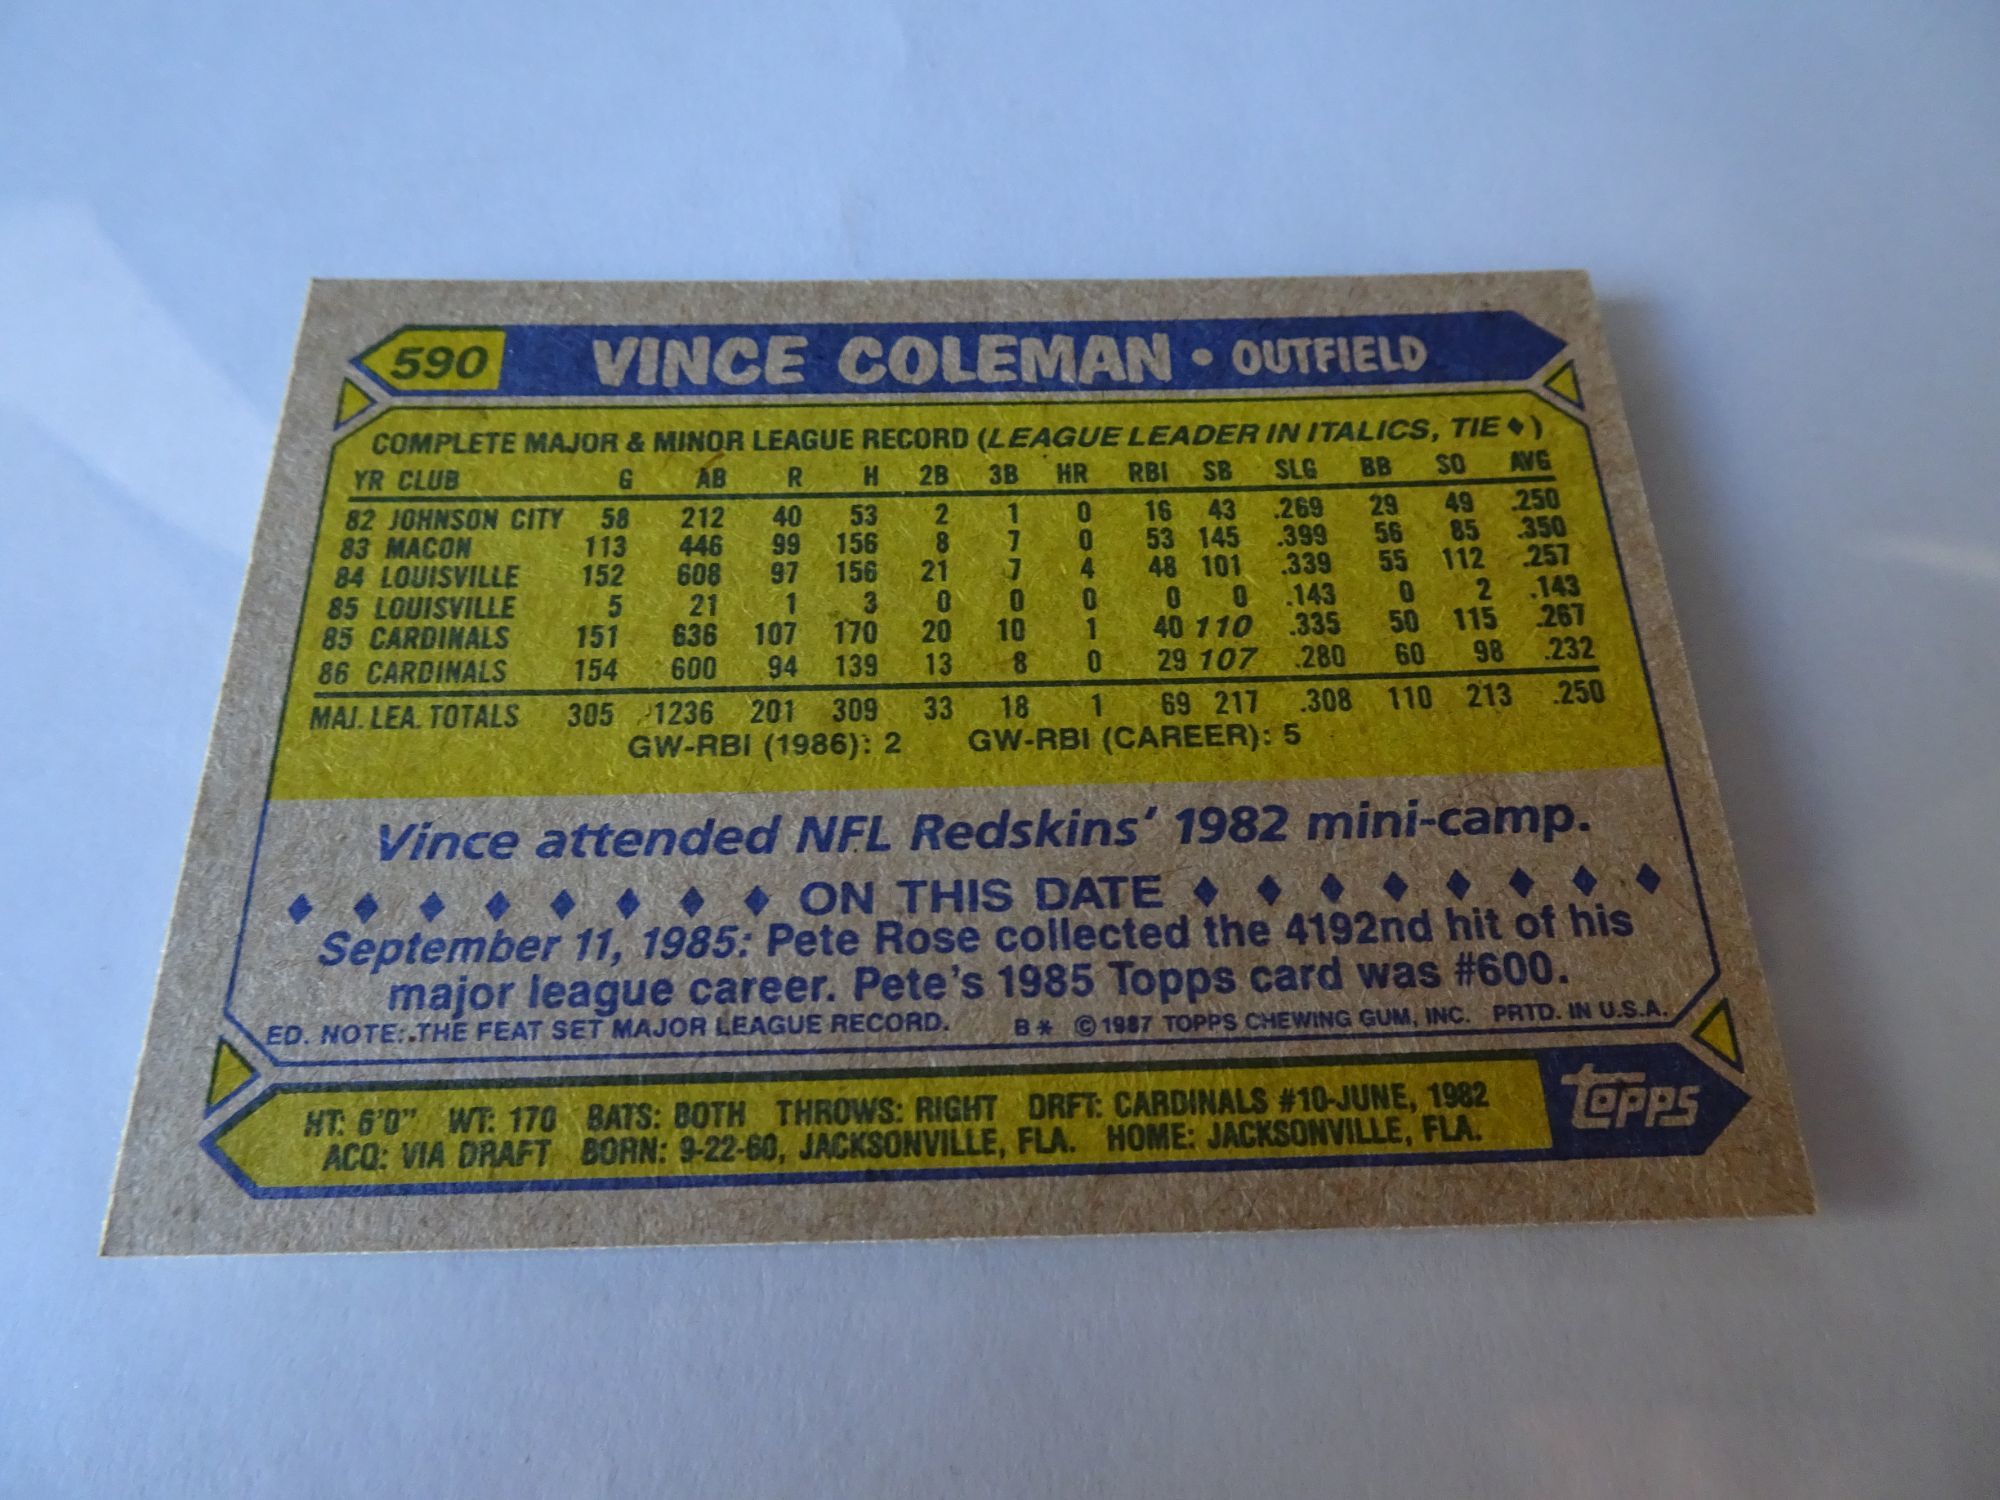 590 VINCE COLEMAN • OUTFIELD
COMPLETE MAJOR & MINOR LEAGUE RECORD (LEAGUE LEADER IN ITALICS, TIE ♦)
YR CLUB G AB R H 2B 3B HR RBI SB SLG BB SO AVG
82 JOHNSON CITY 58 212 40 53 2 1 0 16 43 .269 29 49 .250
83 MACON 113 446 99 156 8 7 0 53 145 .399 56 85 .350
84 LOUISVILLE 152 608 97 156 21 7 4 48 101 .339 55 112 .257
85 LOUISVILLE 5 21 1 3 0 0 0 0 0 .143 0 2 .143
85 CARDINALS 151 636 107 170 20 10 1 40 110 .335 50 115 .267
86 CARDINALS 154 600 94 139 13 8 0 29 107 .280 60 98 .232
MAJ. LEA. TOTALS 305 1236 201 309 33 18 1 69 217 .308 110 213 .250
GW-RBI (1986): 2 GW-RBI (CAREER): 5
Vince attended NFL Redskins' 1982 mini-camp.
♦ ♦ ♦ ♦ ♦ ♦ ♦ ♦ ON THIS DATE ♦ ♦ ♦ ♦ ♦ ♦ ♦ ♦
September 11, 1985: Pete Rose collected the 4192nd hit of his
major league career. Pete's 1985 Topps card was #600.
ED. NOTE: THE FEAT SET MAJOR LEAGUE RECORD. B* ©1987 TOPPS CHEWING GUM, INC. PRTD. IN U.S.A.
HT: 6'0" WT: 170 BATS: BOTH THROWS: RIGHT DRFT: CARDINALS #10-JUNE, 1982
ACQ: VIA DRAFT BORN: 9-22-60, JACKSONVILLE, FLA. HOME: JACKSONVILLE, FLA.
topps